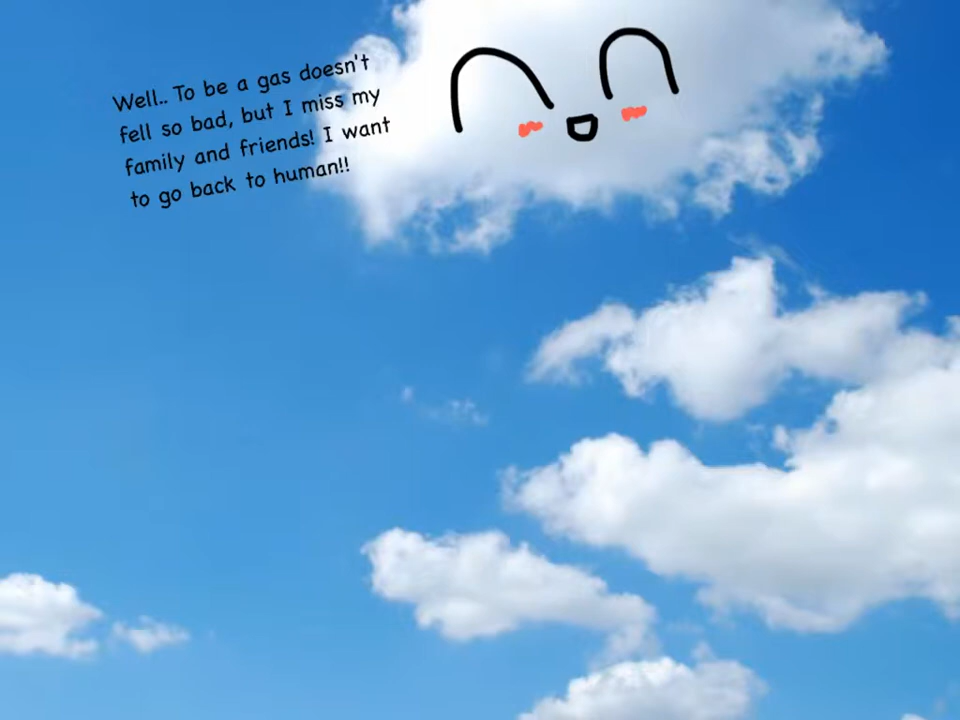 Well.. To be a gas doesn't
fell so bad, but I miss my
family and friends! I want
to go back to human!!